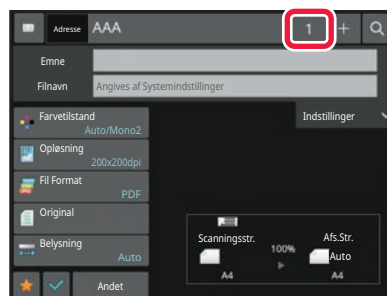 Adresse AAA 1 +
Emne
Filnavn Angives af Systemindstillinger
Farvetilstand
Auto/Mono2
Indstillinger
Opløsning
200x200dpi
Fil Format
PDF
Original
Belysning
Auto
Scanningsstr. 100% Afs.Str.
Auto
A4 A4
Andet